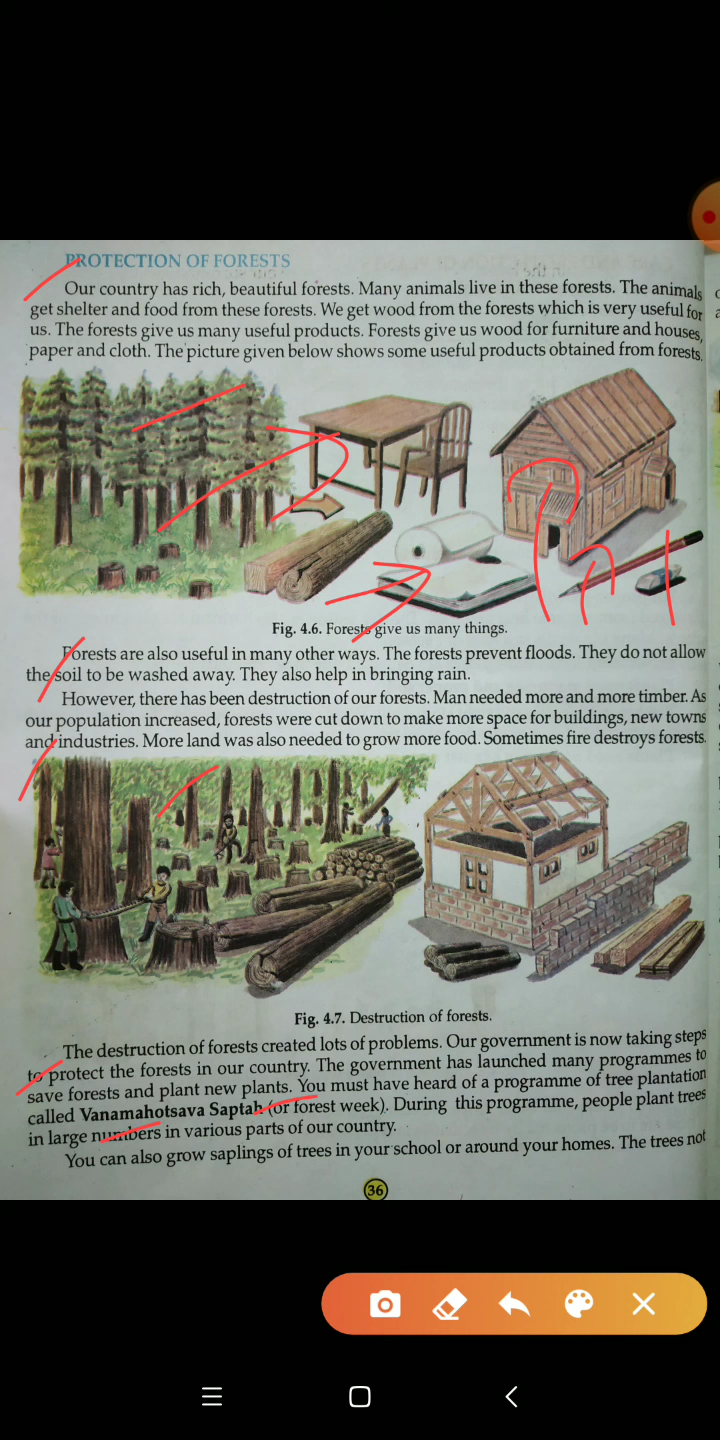 PROTECTION OF FORESTS
Our country has rich, beautiful forests. Many animals live in these forests. The animals
get shelter and food from these forests. We get wood from the forests which is very useful for
us. The forests give us many useful products. Forests give us wood for furniture and houses,
paper and cloth. The picture given below shows some useful products obtained from forests.
Fig. 4.6. Forests give us many things.
Forests are also useful in many other ways. The forests prevent floods. They do not allow
the soil to be washed away. They also help in bringing rain.
However, there has been destruction of our forests. Man needed more and more timber. As
our population increased, forests were cut down to make more space for buildings, new towns
and industries. More land was also needed to grow more food. Sometimes fire destroys forests.
Fig. 4.7. Destruction of forests.
The destruction of forests created lots of problems. Our government is now taking steps
to protect the forests in our country. The government has launched many programmes to
save forests and plant new plants. You must have heard of a programme of tree plantation
called Vanamahotsava Saptah (or forest week). During this programme, people plant trees
in large numbers in various parts of our country.
You can also grow saplings of trees in your school or around your homes. The trees not
36